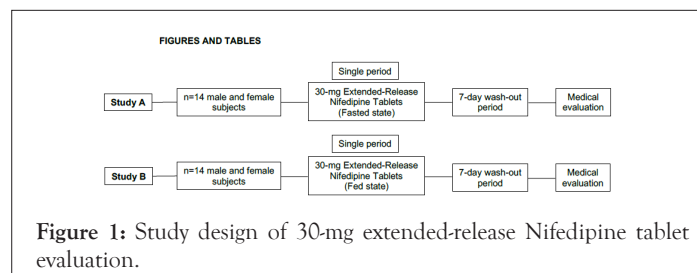 FIGURES AND TABLES
Single period
Study A
n=14 male and female
subjects
30-mg Extended-Release
Nifedipine Tablets
(Fasted state)
7-day wash-out
period
Medical
evaluation
Single period
Study B
n=14 male and female
subjects
30-mg Extended-Release
Nifedipine Tablets
(Fed state)
7-day wash-out
period
Medical
evaluation
Figure 1: Study design of 30-mg extended-release Nifedipine tablet
evaluation.